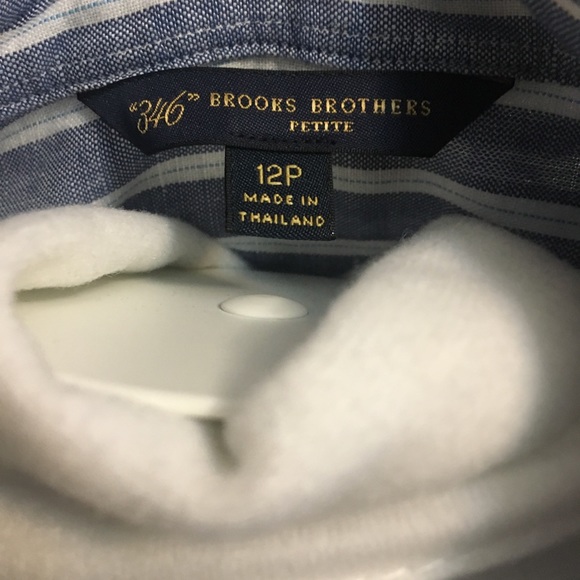 "346" BROOKS BROTHERS
PETITE
12P
MADE IN
THAILAND